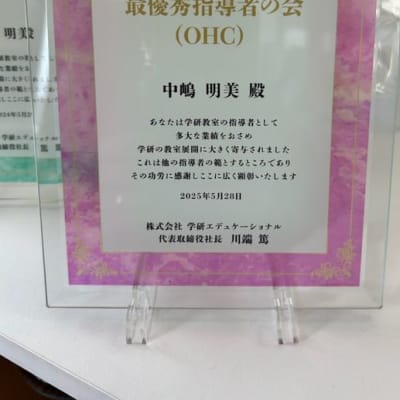 最優秀指導者の会
(OHC)
中嶋 明美 殿
あなたは学研教室の指導者として
多大な業績をおさめ
学研の教室展開に大きく寄与されました
これは他の指導者の範とするところであり
その功労に感謝しここに広く顕彰いたします
2025年5月28日
株式会社 学研エデュケーショナル
代表取締役社長 川端 篤
明美 殿